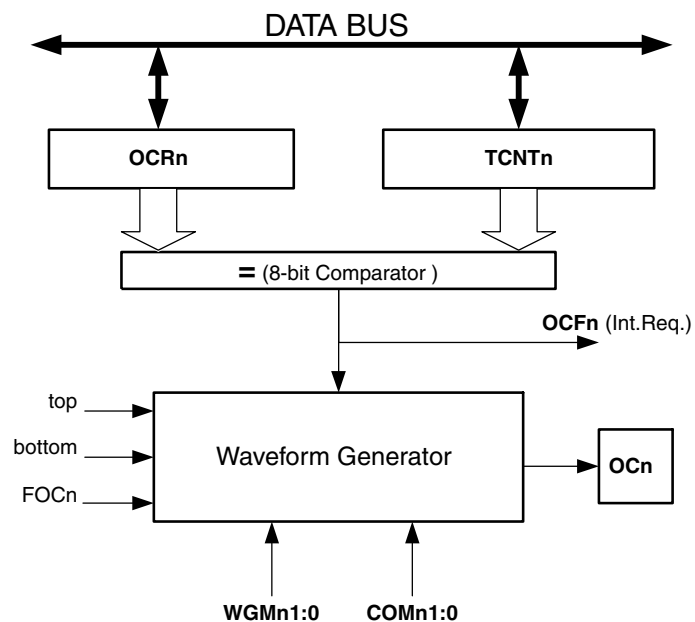 DATA BUS
OCRn
TCNTn
= (8-bit Comparator )
OCFn (Int.Req.)
top
bottom
FOCn
Waveform Generator
OCn
WGMn1:0
COMn1:0